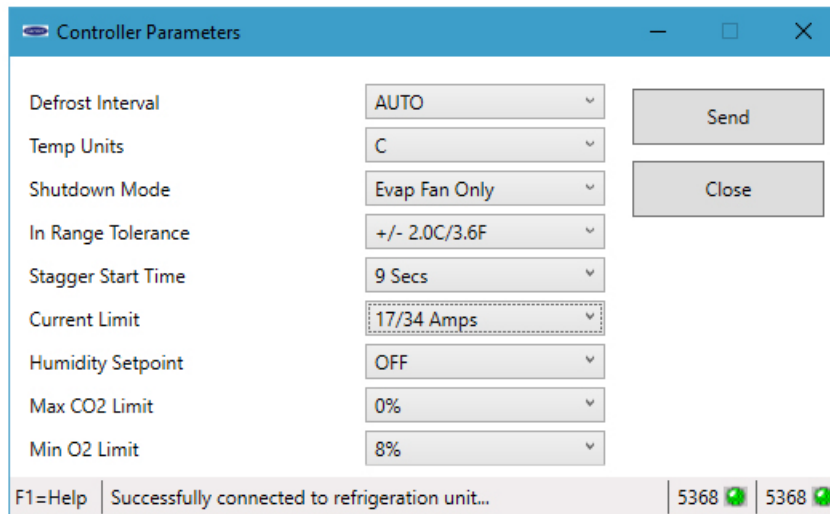 Controller Parameters
Defrost Interval AUTO
Send
Temp Units C
Shutdown Mode Evap Fan Only
Close
In Range Tolerance +/- 2.0C/3.6F
Stagger Start Time 9 Secs
Current Limit 17/34 Amps
Humidity Setpoint OFF
Max CO2 Limit 0%
Min O2 Limit 8%
F1=Help Successfully connected to refrigeration unit... 5368 5368